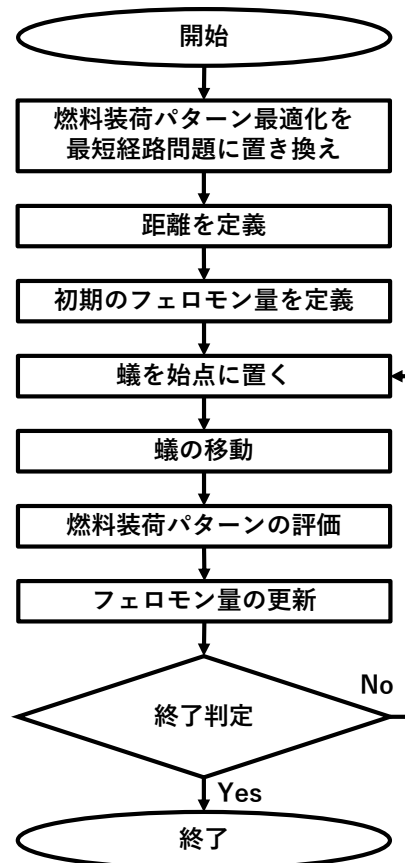 開始
燃料装荷パターン最適化を
最短経路問題に置き換え
距離を定義
初期のフェロモン量を定義
蟻を始点に置く
蟻の移動
燃料装荷パターンの評価
フェロモン量の更新
終了判定
No
Yes
終了